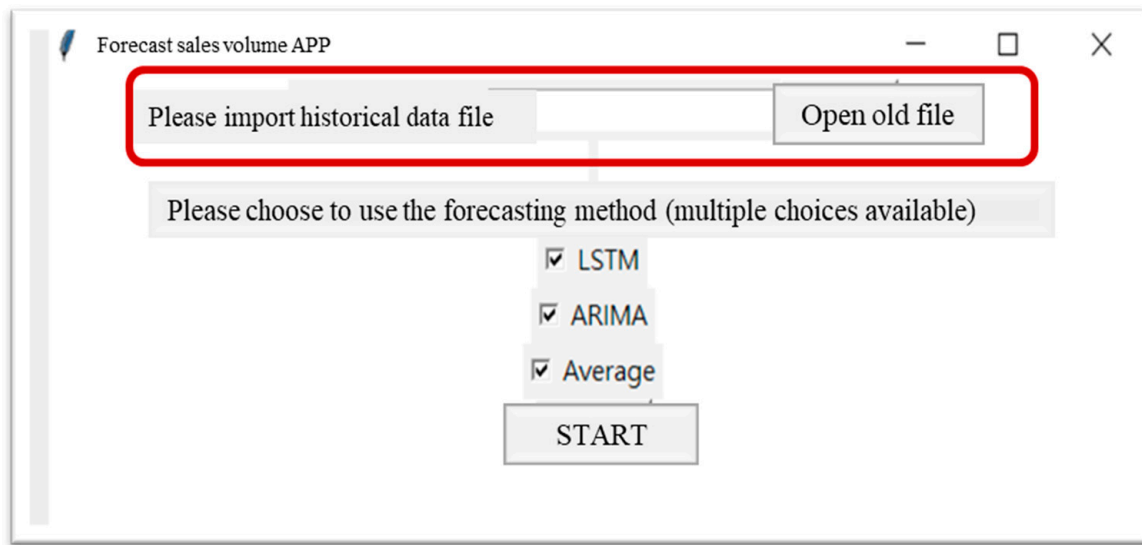 Forecast sales volume APP
Please import historical data file
Open old file
Please choose to use the forecasting method (multiple choices available)
LSTM
ARIMA
Average
START